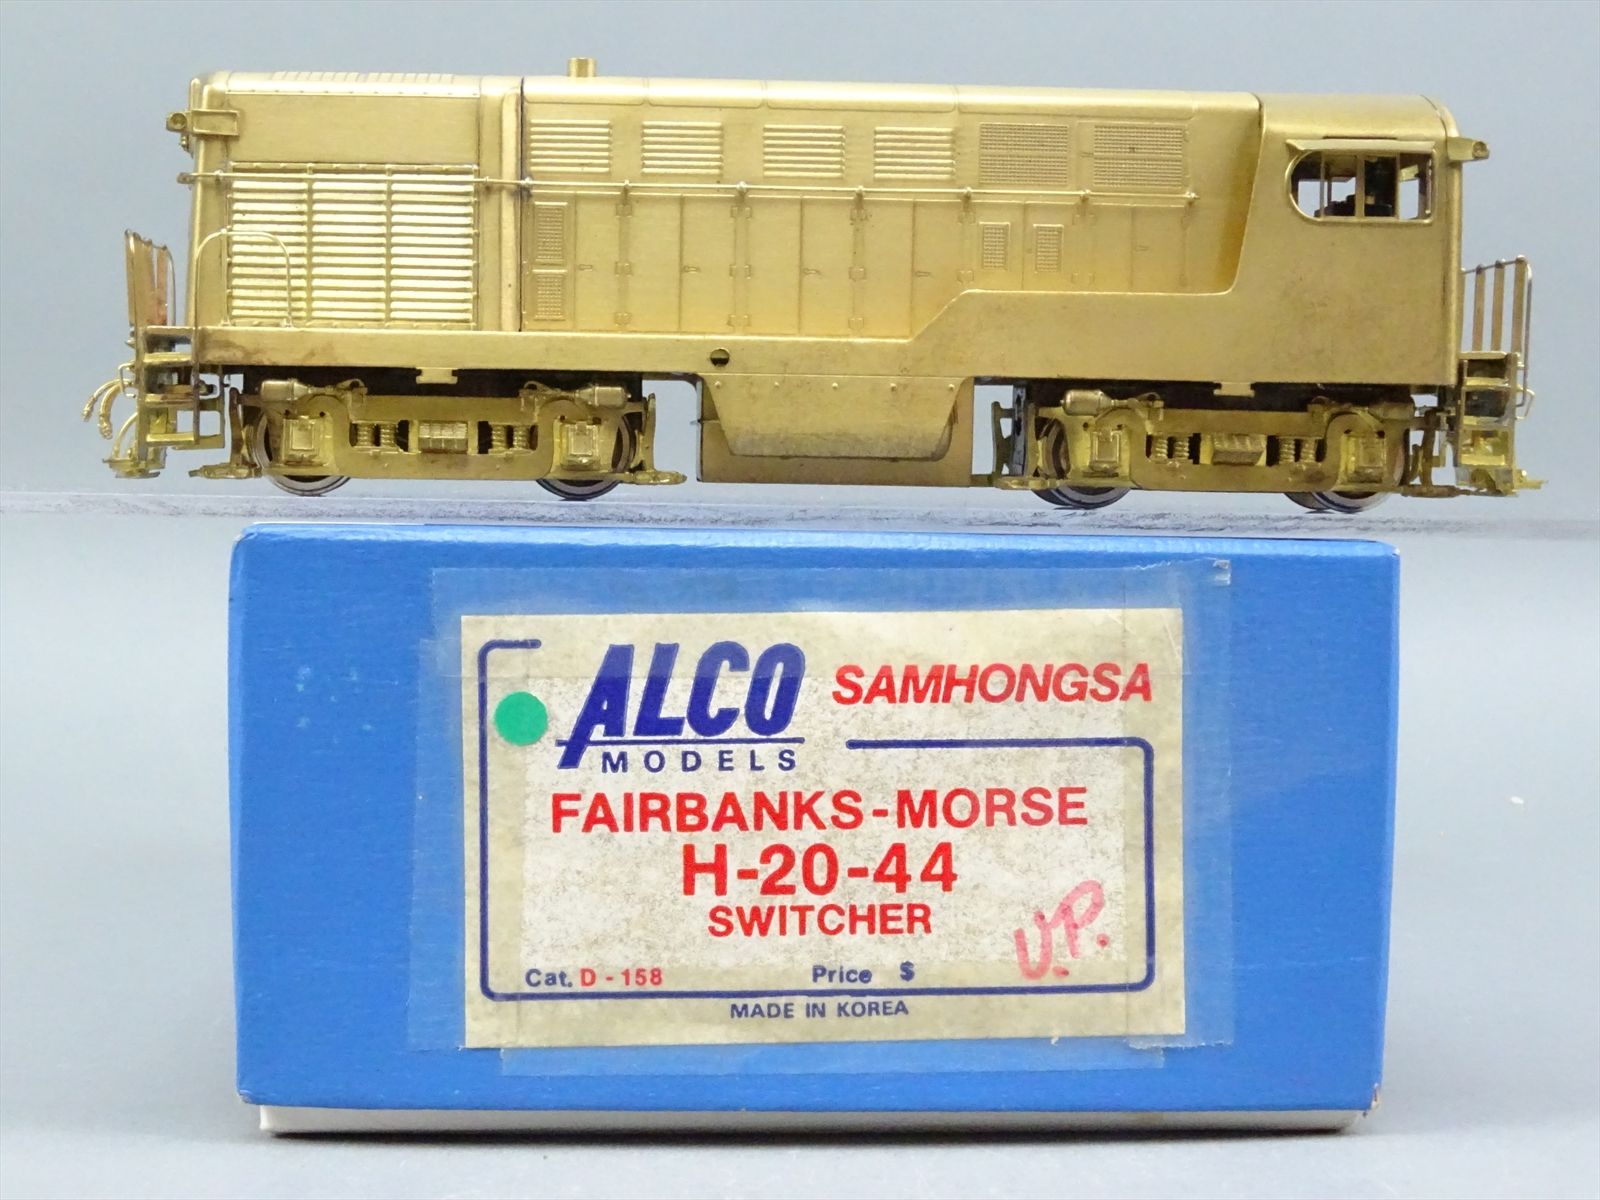 ALCO SAMHONGSA
MODELS
FAIRBANKS-MORSE
H-20-44
SWITCHER
U.P.
Cat. D-158 Price $
MADE IN KOREA